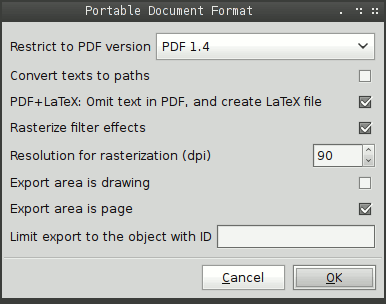 Portable Document Format
Restrict to PDF version PDF 1.4
Convert texts to paths
PDF+LaTeX: Omit text in PDF, and create LaTeX file
Rasterize filter effects
Resolution for rasterization (dpi) 90
Export area is drawing
Export area is page
Limit export to the object with ID
Cancel OK